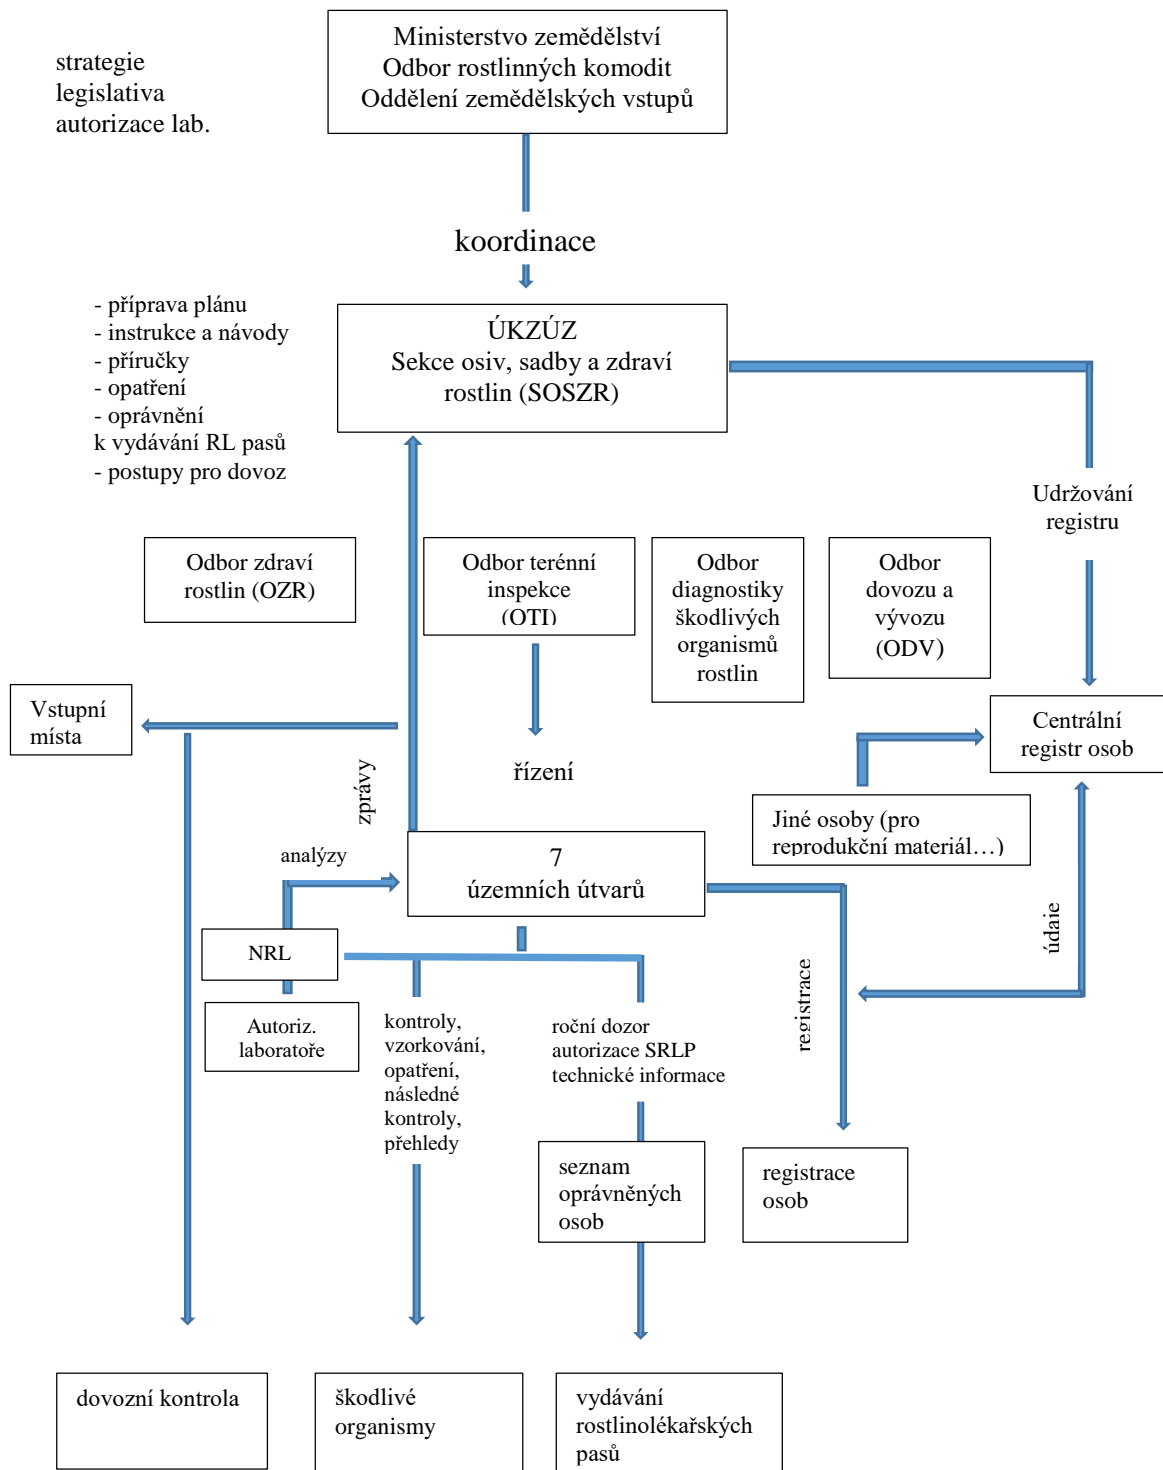 strategie
legislativa
autorizace lab.
Ministerstvo zemědělství
Odbor rostlinných komodit
Oddělení zemědělských vstupů
koordinace
- příprava plánu
- instrukce a návody
- příručky
- opatření
- oprávnění
k vydávání RL pasů
- postupy pro dovoz
ÚKZÚZ
Sekce osiv, sadby a zdraví
rostlin (SOSZR)
Udržování
registru
Odbor zdraví
rostlin (OZR)
Odbor terénní
inspekce
(OTI)
Odbor
diagnostiky
škodlivých
organismů
rostlin
Odbor
dovozu a
vývozu
(ODV)
Vstupní
místa
Centrální
registr osob
zprávy
řízení
Jiné osoby (pro
reprodukční materiál…)
analýzy
7
územních útvarů
údaje
NRL
registrace
Autoriz.
laboratoře
kontroly,
vzorkování,
opatření,
následné
kontroly,
přehledy
roční dozor
autorizace SRLP
technické informace
seznam
oprávněných
osob
registrace
osob
dovozní kontrola
škodlivé
organismy
vydávání
rostlinolékařských
pasů